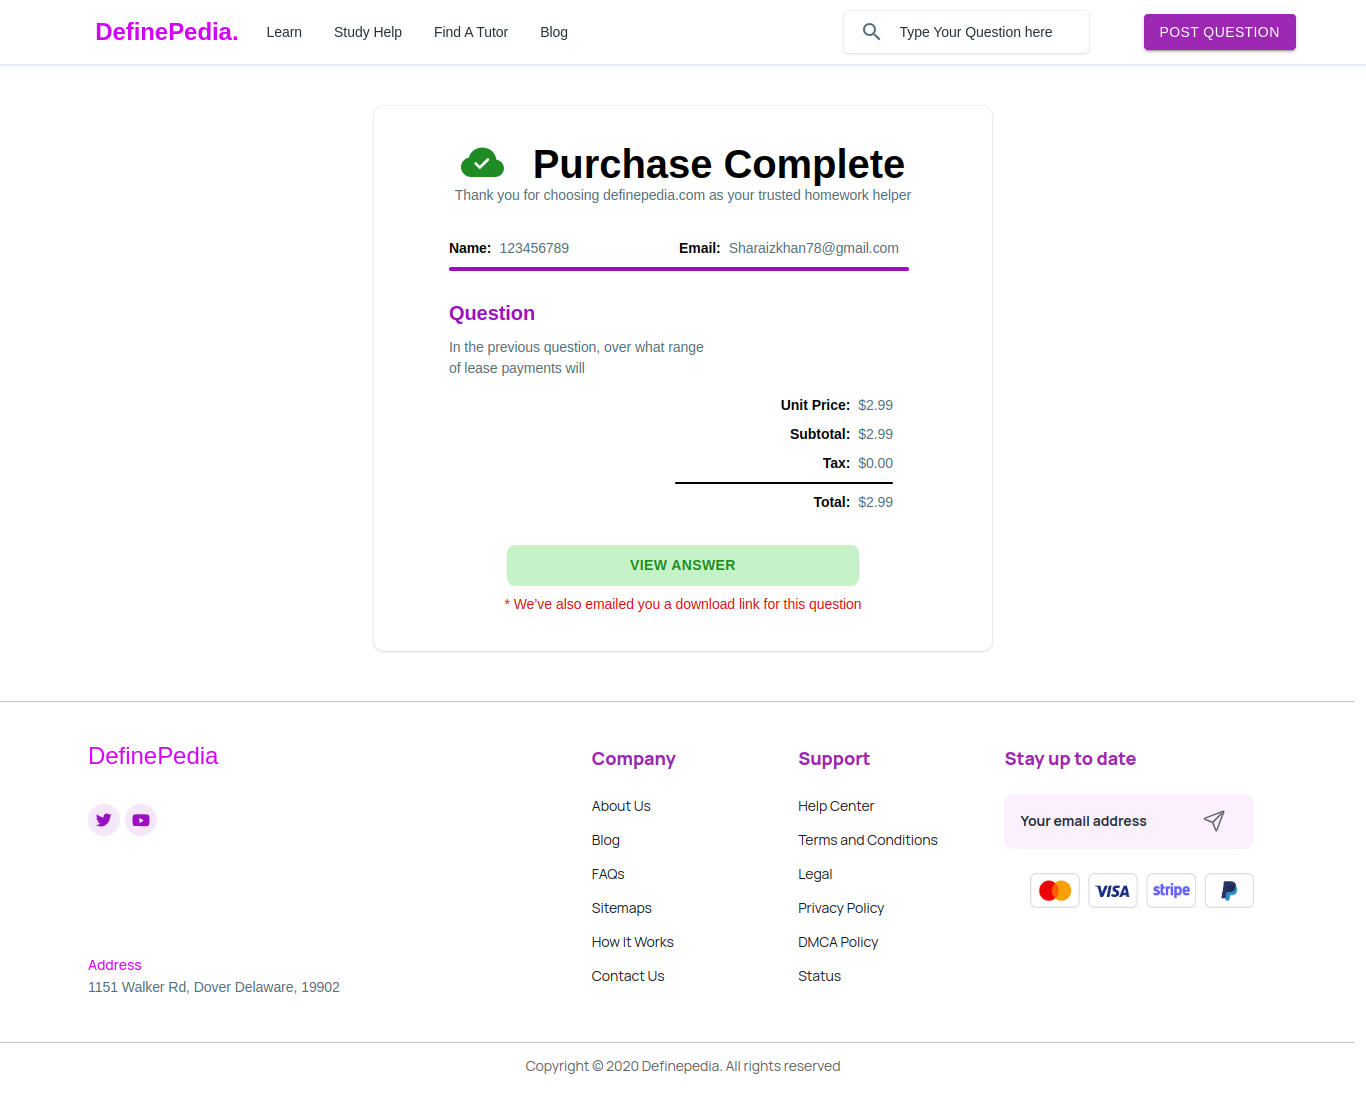 DefinePedia. Learn Study Help Find A Tutor Blog Type Your Question here POST QUESTION
Purchase Complete
Thank you for choosing definepedia.com as your trusted homework helper
Name: 123456789 Email: Sharaizkhan78@gmail.com
Question
In the previous question, over what range
of lease payments will
Unit Price: $2.99
Subtotal: $2.99
Tax: $0.00
Total: $2.99
VIEW ANSWER
* We've also emailed you a download link for this question
DefinePedia
Address
1151 Walker Rd, Dover Delaware, 19902
Company
About Us
Blog
FAQs
Sitemaps
How It Works
Contact Us
Support
Help Center
Terms and Conditions
Legal
Privacy Policy
DMCA Policy
Status
Stay up to date
Your email address
VISA stripe
Copyright © 2020 Definepedia. All rights reserved